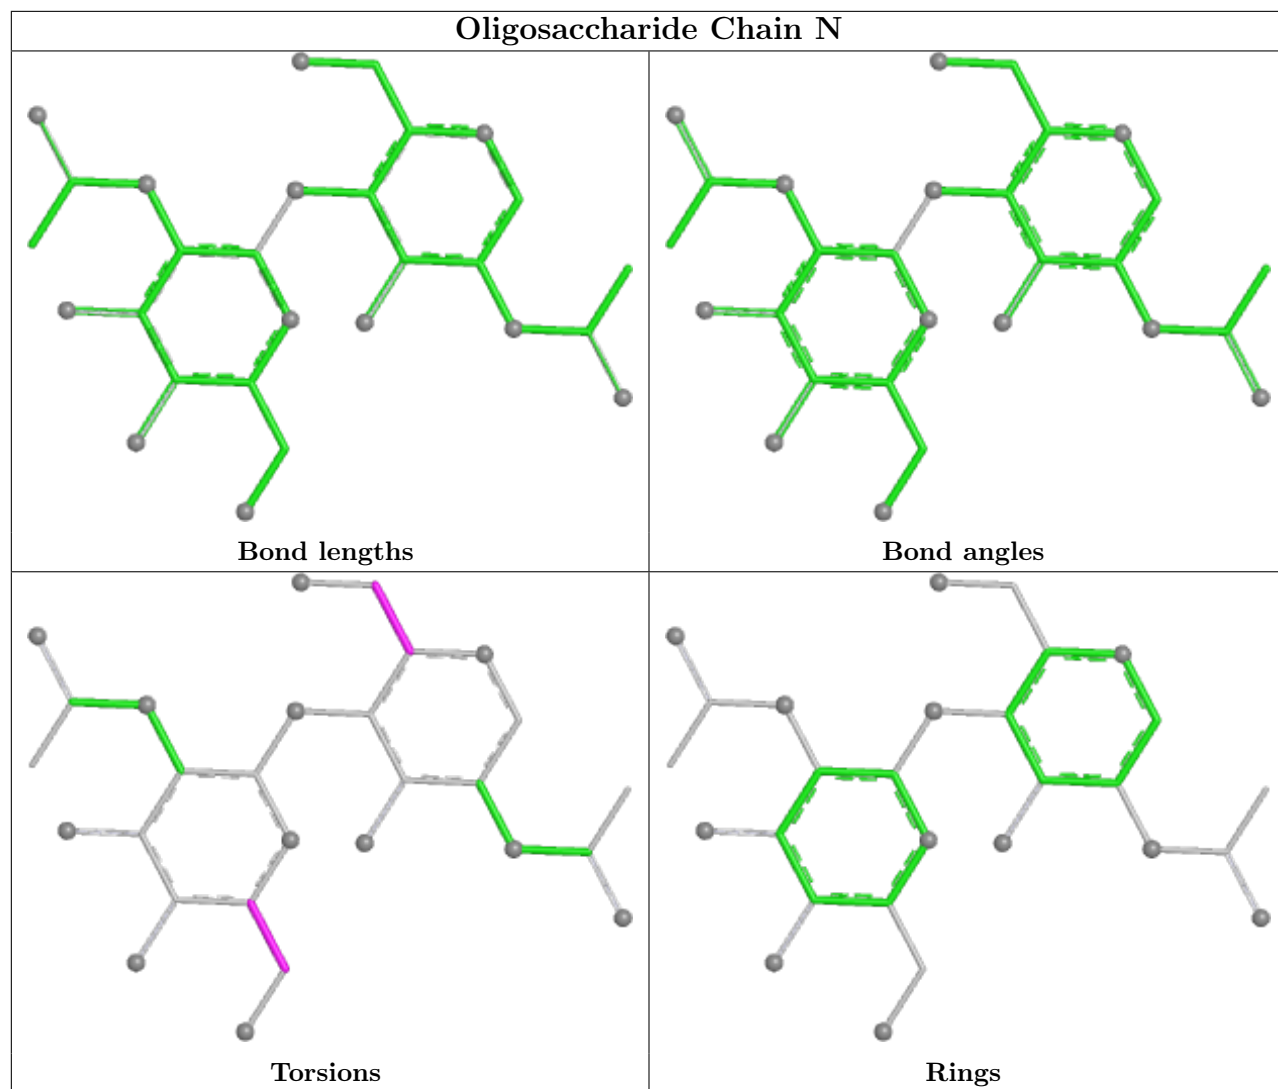 Oligosaccharide Chain N
Bond lengths
Bond angles
Torsions
Rings